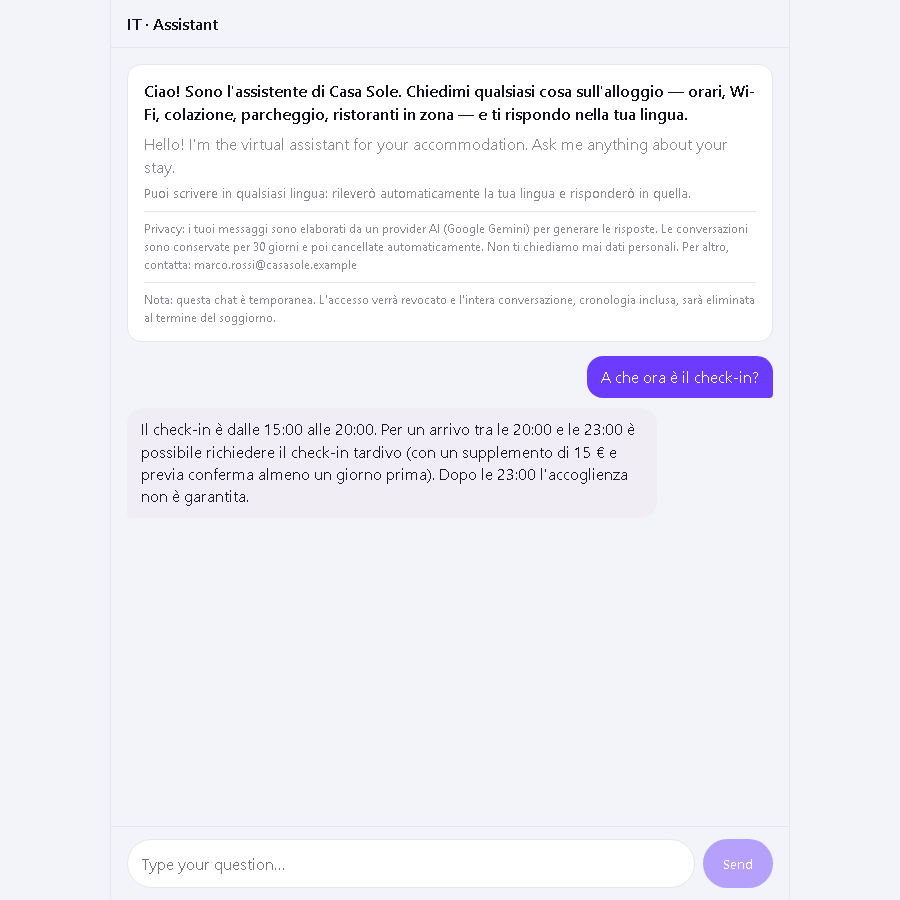 IT · Assistant
Ciao! Sono l'assistente di Casa Sole. Chiedimi qualsiasi cosa sull'alloggio — orari, Wi-
Fi, colazione, parcheggio, ristoranti in zona — e ti rispondo nella tua lingua.
Hello! I'm the virtual assistant for your accommodation. Ask me anything about your
stay.
Puoi scrivere in qualsiasi lingua: rileverò automaticamente la tua lingua e risponderò in quella.
Privacy: i tuoi messaggi sono elaborati da un provider AI (Google Gemini) per generare le risposte. Le conversazioni
sono conservate per 30 giorni e poi cancellate automaticamente. Non ti chiediamo mai dati personali. Per altro,
contatta: marco.rossi@casasole.example
Nota: questa chat è temporanea. L'accesso verrà revocato e l'intera conversazione, cronologia inclusa, sarà eliminata
al termine del soggiorno.
A che ora è il check-in?
Il check-in è dalle 15:00 alle 20:00. Per un arrivo tra le 20:00 e le 23:00 è
possibile richiedere il check-in tardivo (con un supplemento di 15 € e
previa conferma almeno un giorno prima). Dopo le 23:00 l'accoglienza
non è garantita.
Type your question...
Send